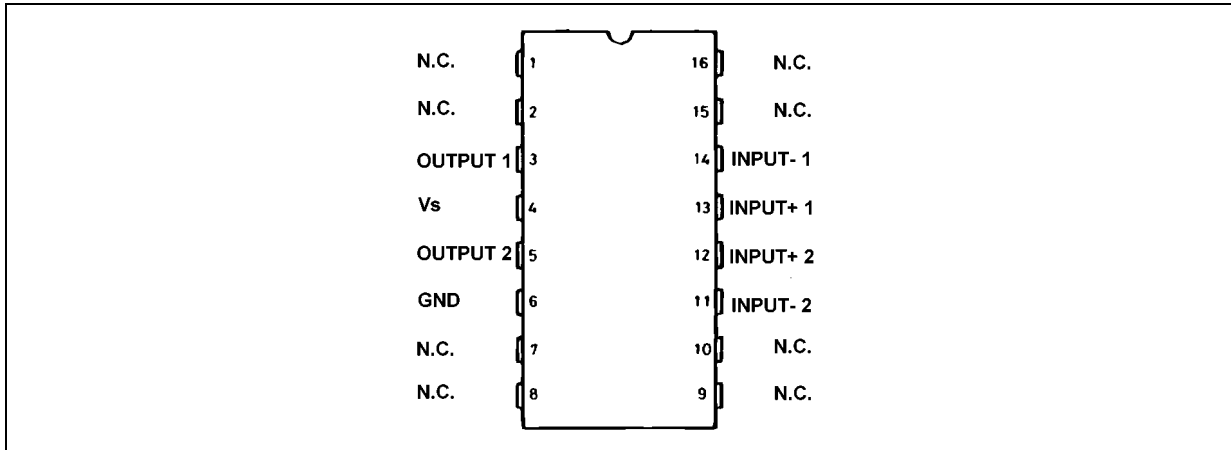 N.C. 1 16 N.C.
N.C. 2 15 N.C.
OUTPUT 1 3 14 INPUT- 1
Vs 4 13 INPUT+ 1
OUTPUT 2 5 12 INPUT+ 2
GND 6 11 INPUT- 2
N.C. 7 10 N.C.
N.C. 8 9 N.C.